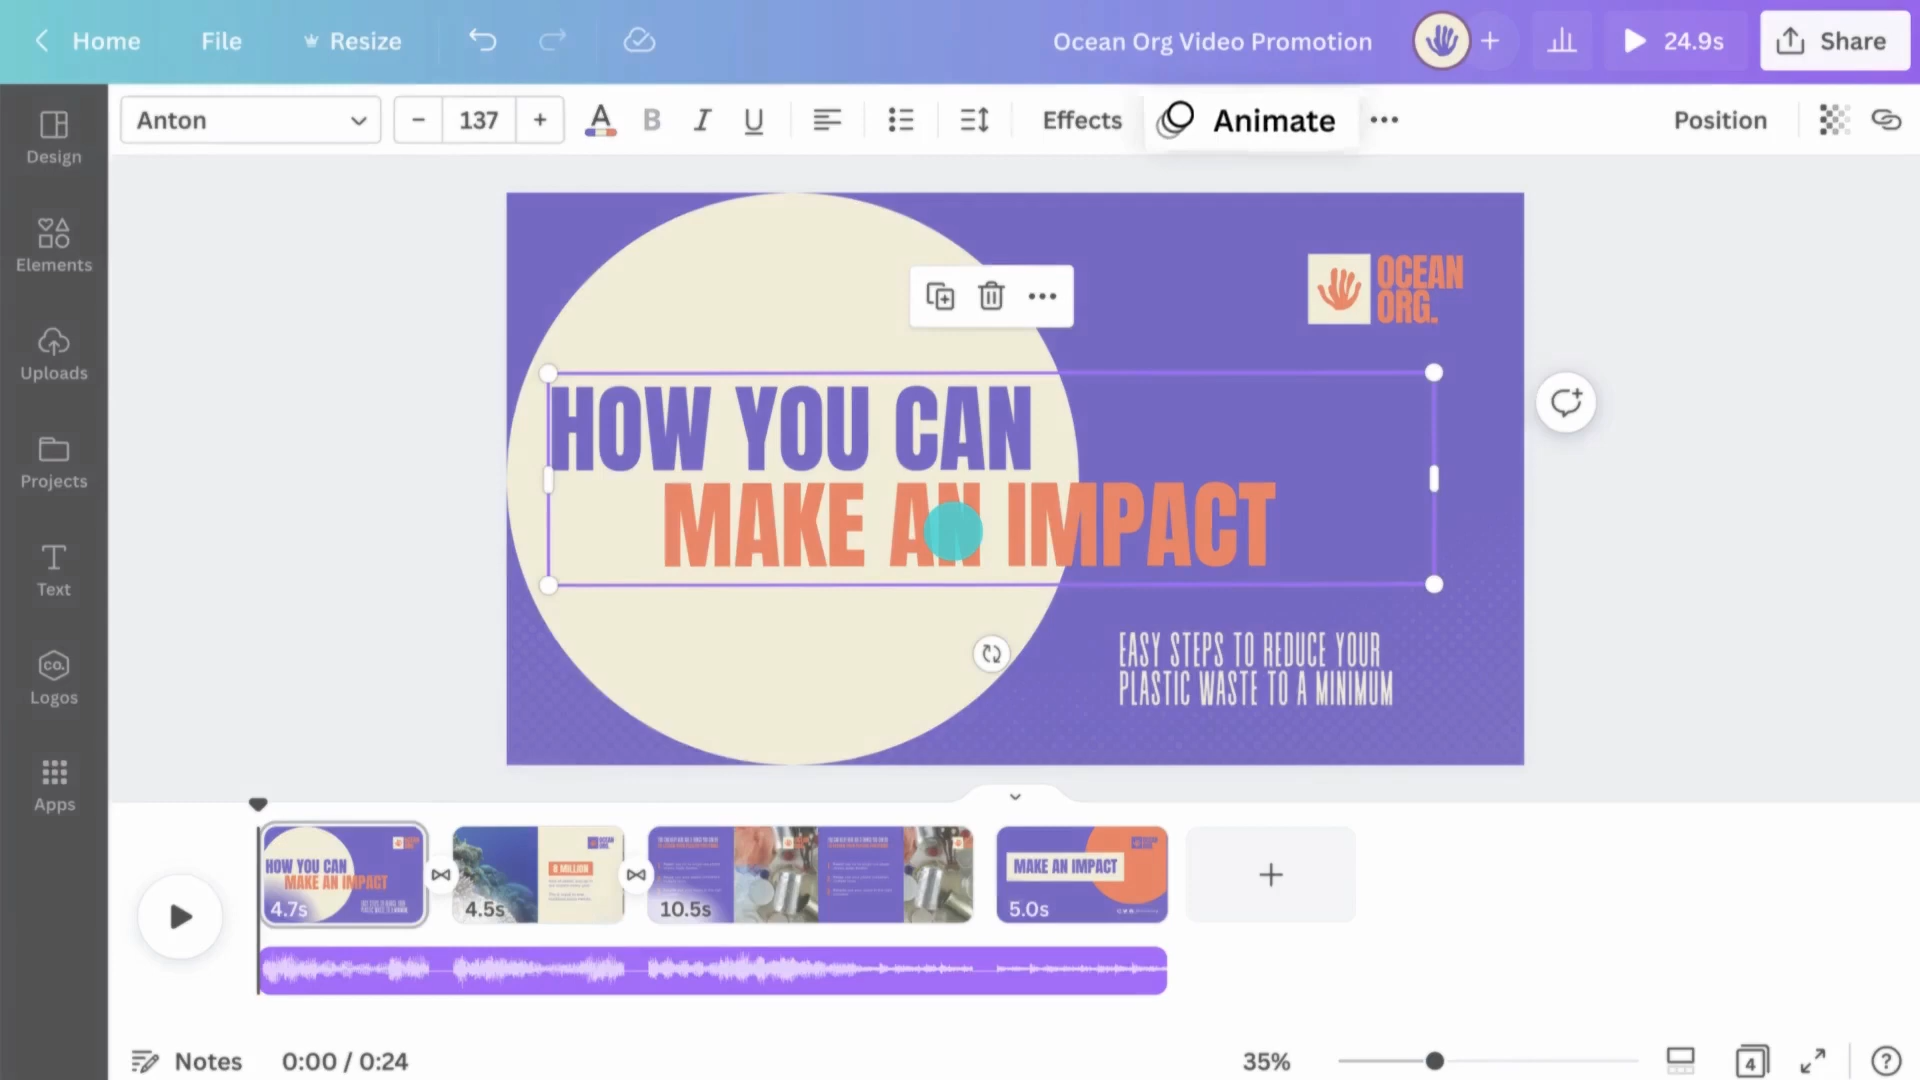 Home
File
Resize
Ocean Org Video Promotion
24.9s
Share
Anton
137
A
B
I
U
Effects
Animate
Position
Design
Elements
Uploads
Projects
Text
CO.
Logos
Apps
OCEAN
ORG.
HOW YOU CAN
MAKE AN IMPACT
EASY STEPS TO REDUCE YOUR
PLASTIC WASTE TO A MINIMUM
HOW YOU CAN
MAKE AN IMPACT
4.7s
8 MILLION
4.5s
10.5s
MAKE AN IMPACT
5.0s
Notes
0:00 / 0:24
35%
4